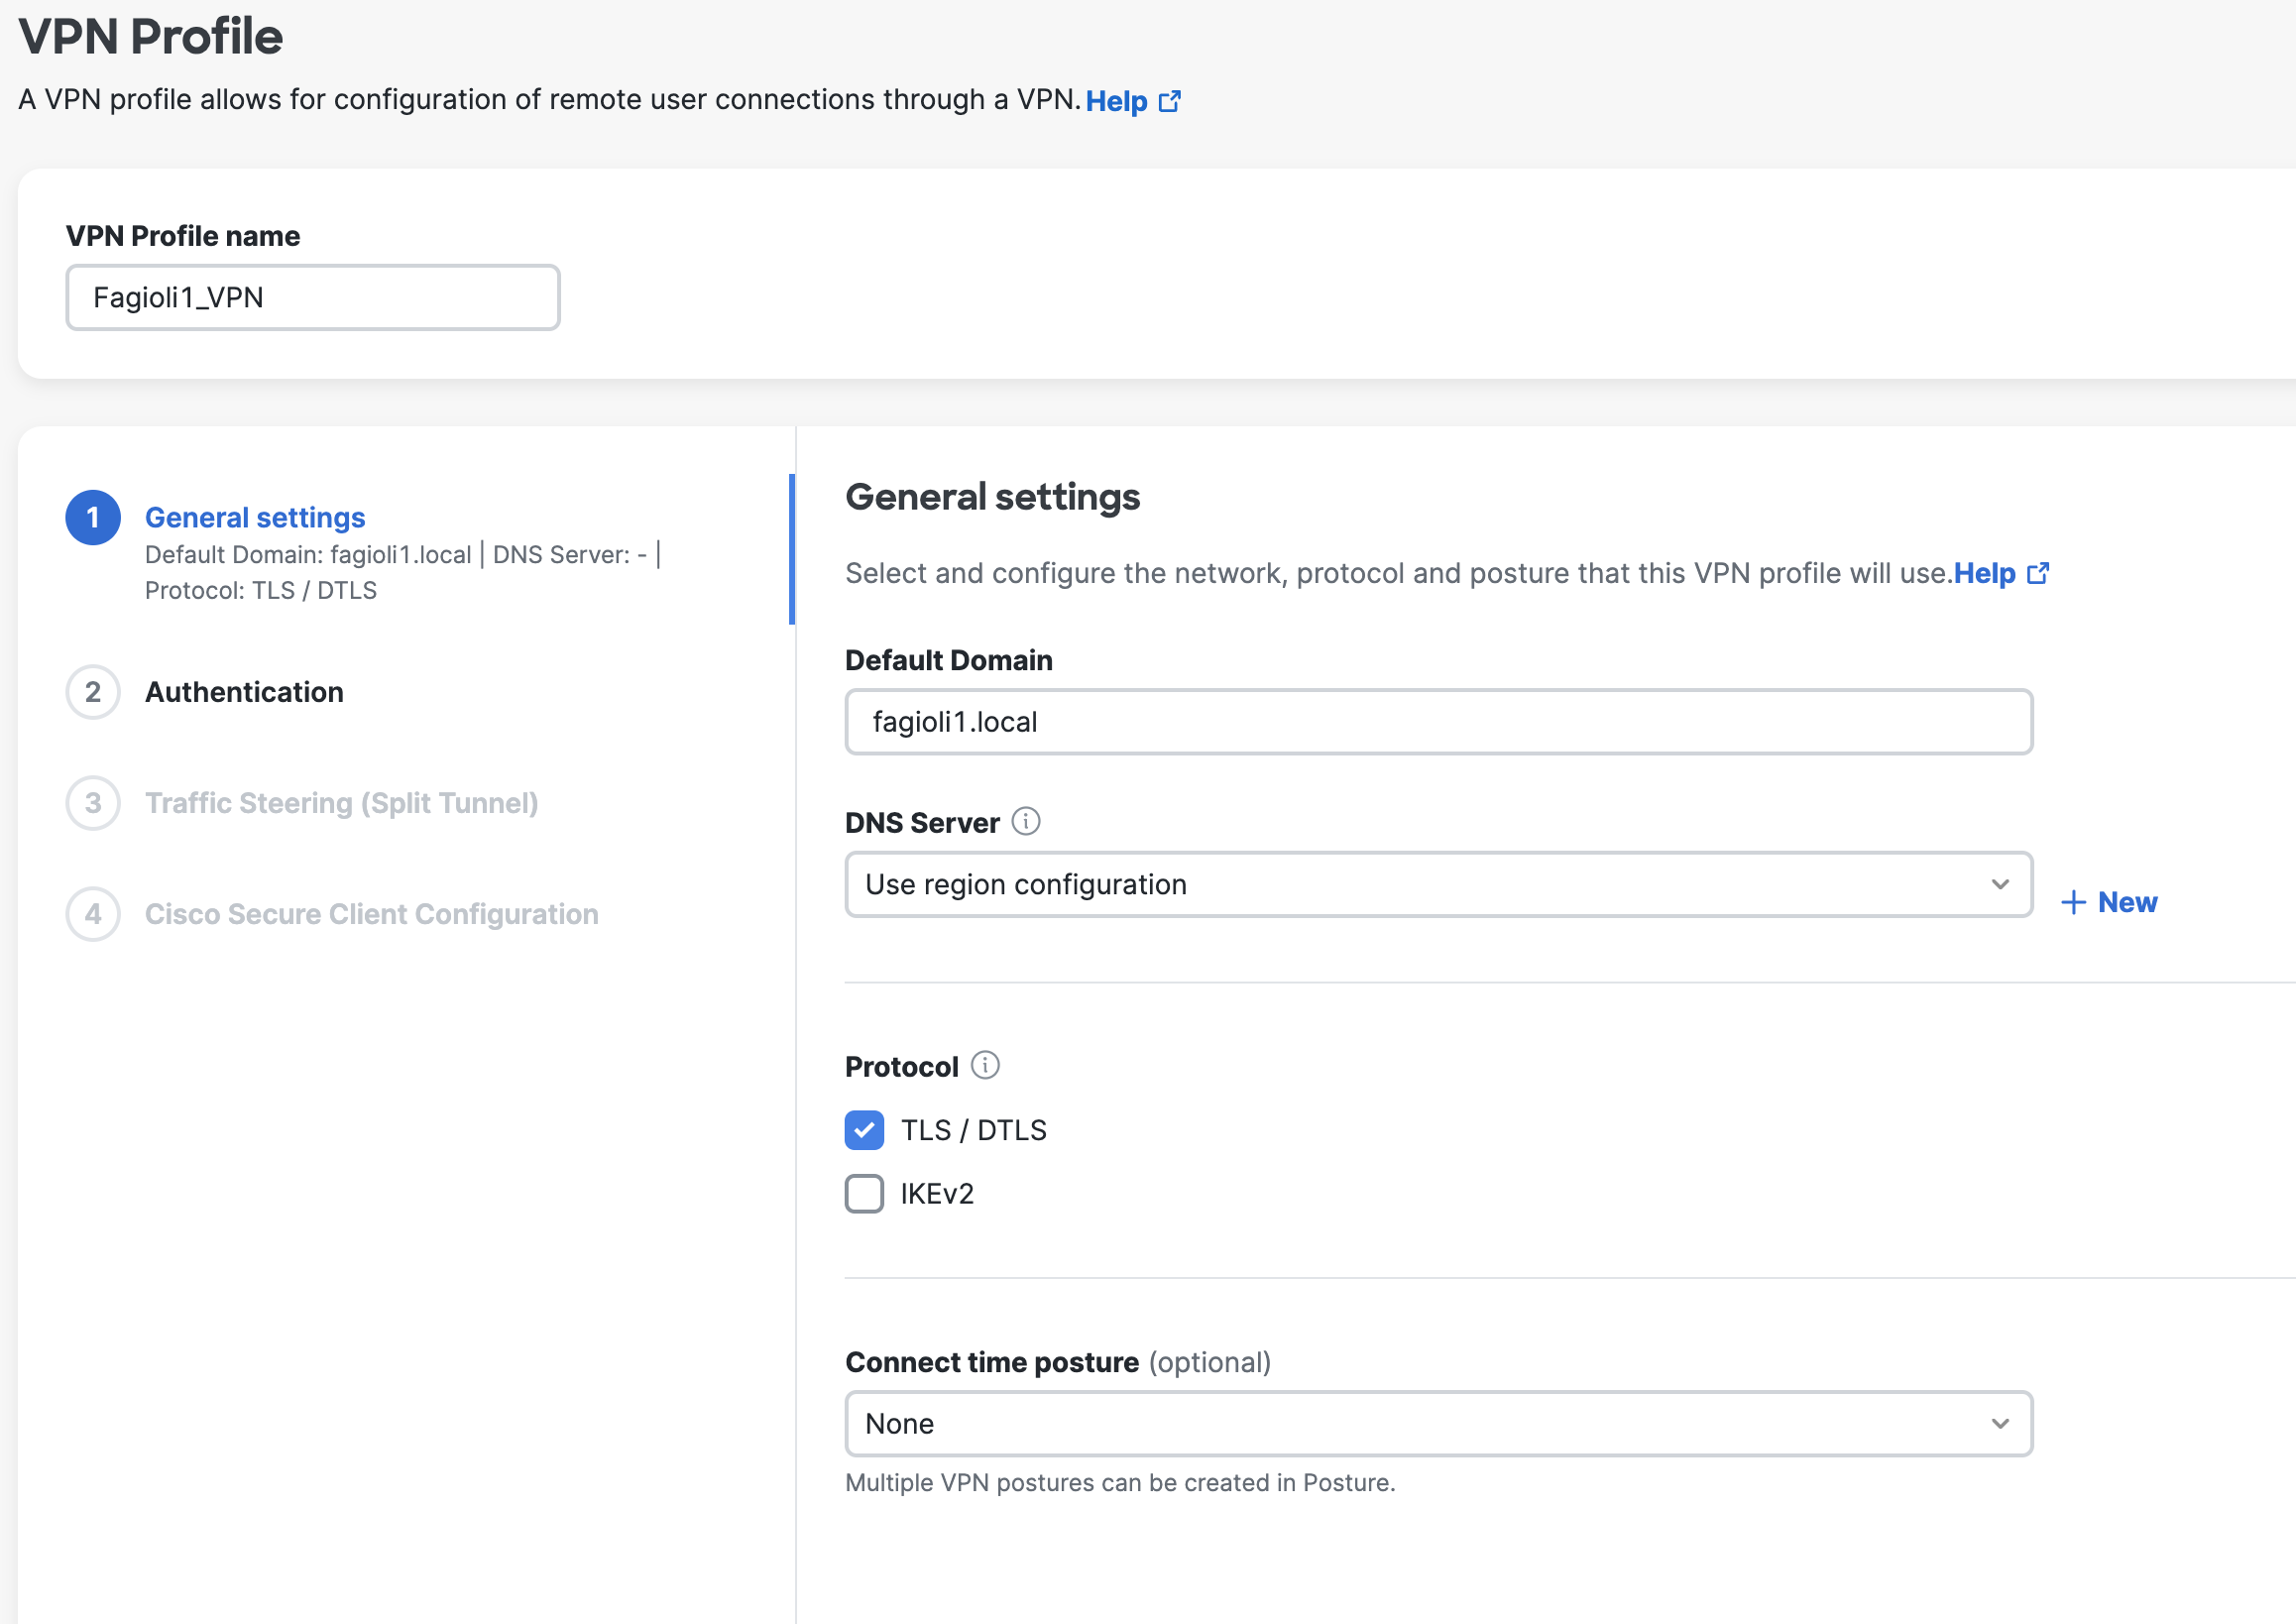 VPN Profile
A VPN profile allows for configuration of remote user connections through a VPN. Help
VPN Profile name
Fagioli1_VPN
1 General settings
Default Domain: fagioli1.local | DNS Server: - |
Protocol: TLS / DTLS
2 Authentication
3 Traffic Steering (Split Tunnel)
4 Cisco Secure Client Configuration
General settings
Select and configure the network, protocol and posture that this VPN profile will use.Help
Default Domain
fagioli1.local
DNS Server
Use region configuration
+ New
Protocol
TLS / DTLS
IKEv2
Connect time posture (optional)
None
Multiple VPN postures can be created in Posture.